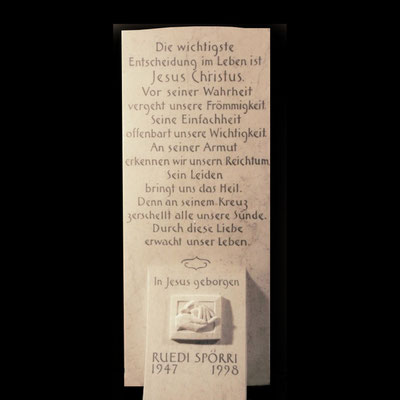 Die wichtigste
Entscheidung im Leben ist
Jesus Christus.
Vor seiner Wahrheit
vergeht unsere Frömmigkeit.
Seine Einfachheit
offenbart unsere Wichtigkeit.
An seiner Armut
erkennen wir unsern Reichtum.
Sein Leiden
bringt uns das Heil.
Denn an seinem Kreuz
zerschellt alle unsere Sünde.
Durch diese Liebe
erwacht unser Leben.
In Jesus geborgen
RUEDI SPÖRRI
1947 1998